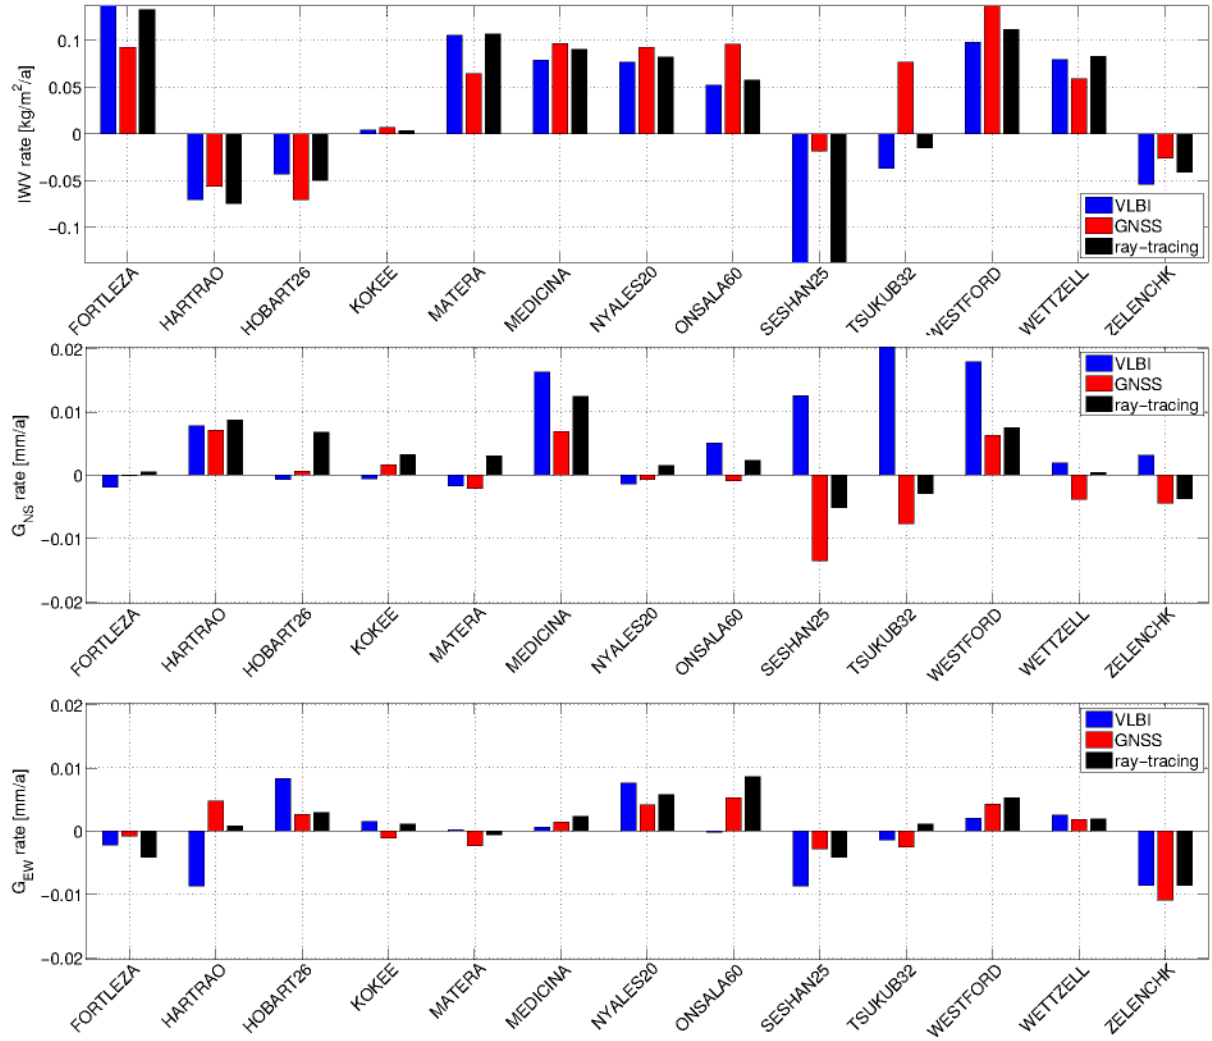 IWV rate [kg/m²/a]
0.1
0.05
0
−0.05
−0.1
VLBI
GNSS
ray−tracing
FORTLEZA
HARTRAO
HOBART26
KOKEE
MATERA
MEDICINA
NYALES20
ONSALA60
SESHAN25
TSUKUB32
WESTFORD
WETTZELL
ZELENCHK
G_NS rate [mm/a]
0.02
0.01
0
−0.01
−0.02
VLBI
GNSS
ray−tracing
FORTLEZA
HARTRAO
HOBART26
KOKEE
MATERA
MEDICINA
NYALES20
ONSALA60
SESHAN25
TSUKUB32
WESTFORD
WETTZELL
ZELENCHK
G_EW rate [mm/a]
0.02
0.01
0
−0.01
−0.02
VLBI
GNSS
ray−tracing
FORTLEZA
HARTRAO
HOBART26
KOKEE
MATERA
MEDICINA
NYALES20
ONSALA60
SESHAN25
TSUKUB32
WESTFORD
WETTZELL
ZELENCHK